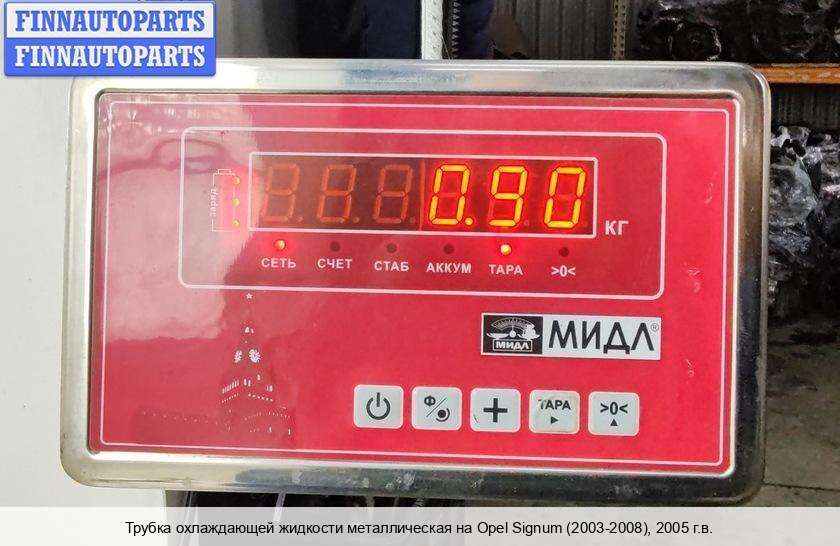 FINNAUTOPARTS
FINNAUTOPARTS
заряд
0.90
КГ
СЕТЬ СЧЕТ СТАБ АККУМ ТАРА >0<
МИДЛ МИДЛ®
Ф ТАРА >0<
Трубка охлаждающей жидкости металлическая на Opel Signum (2003-2008), 2005 г.в.